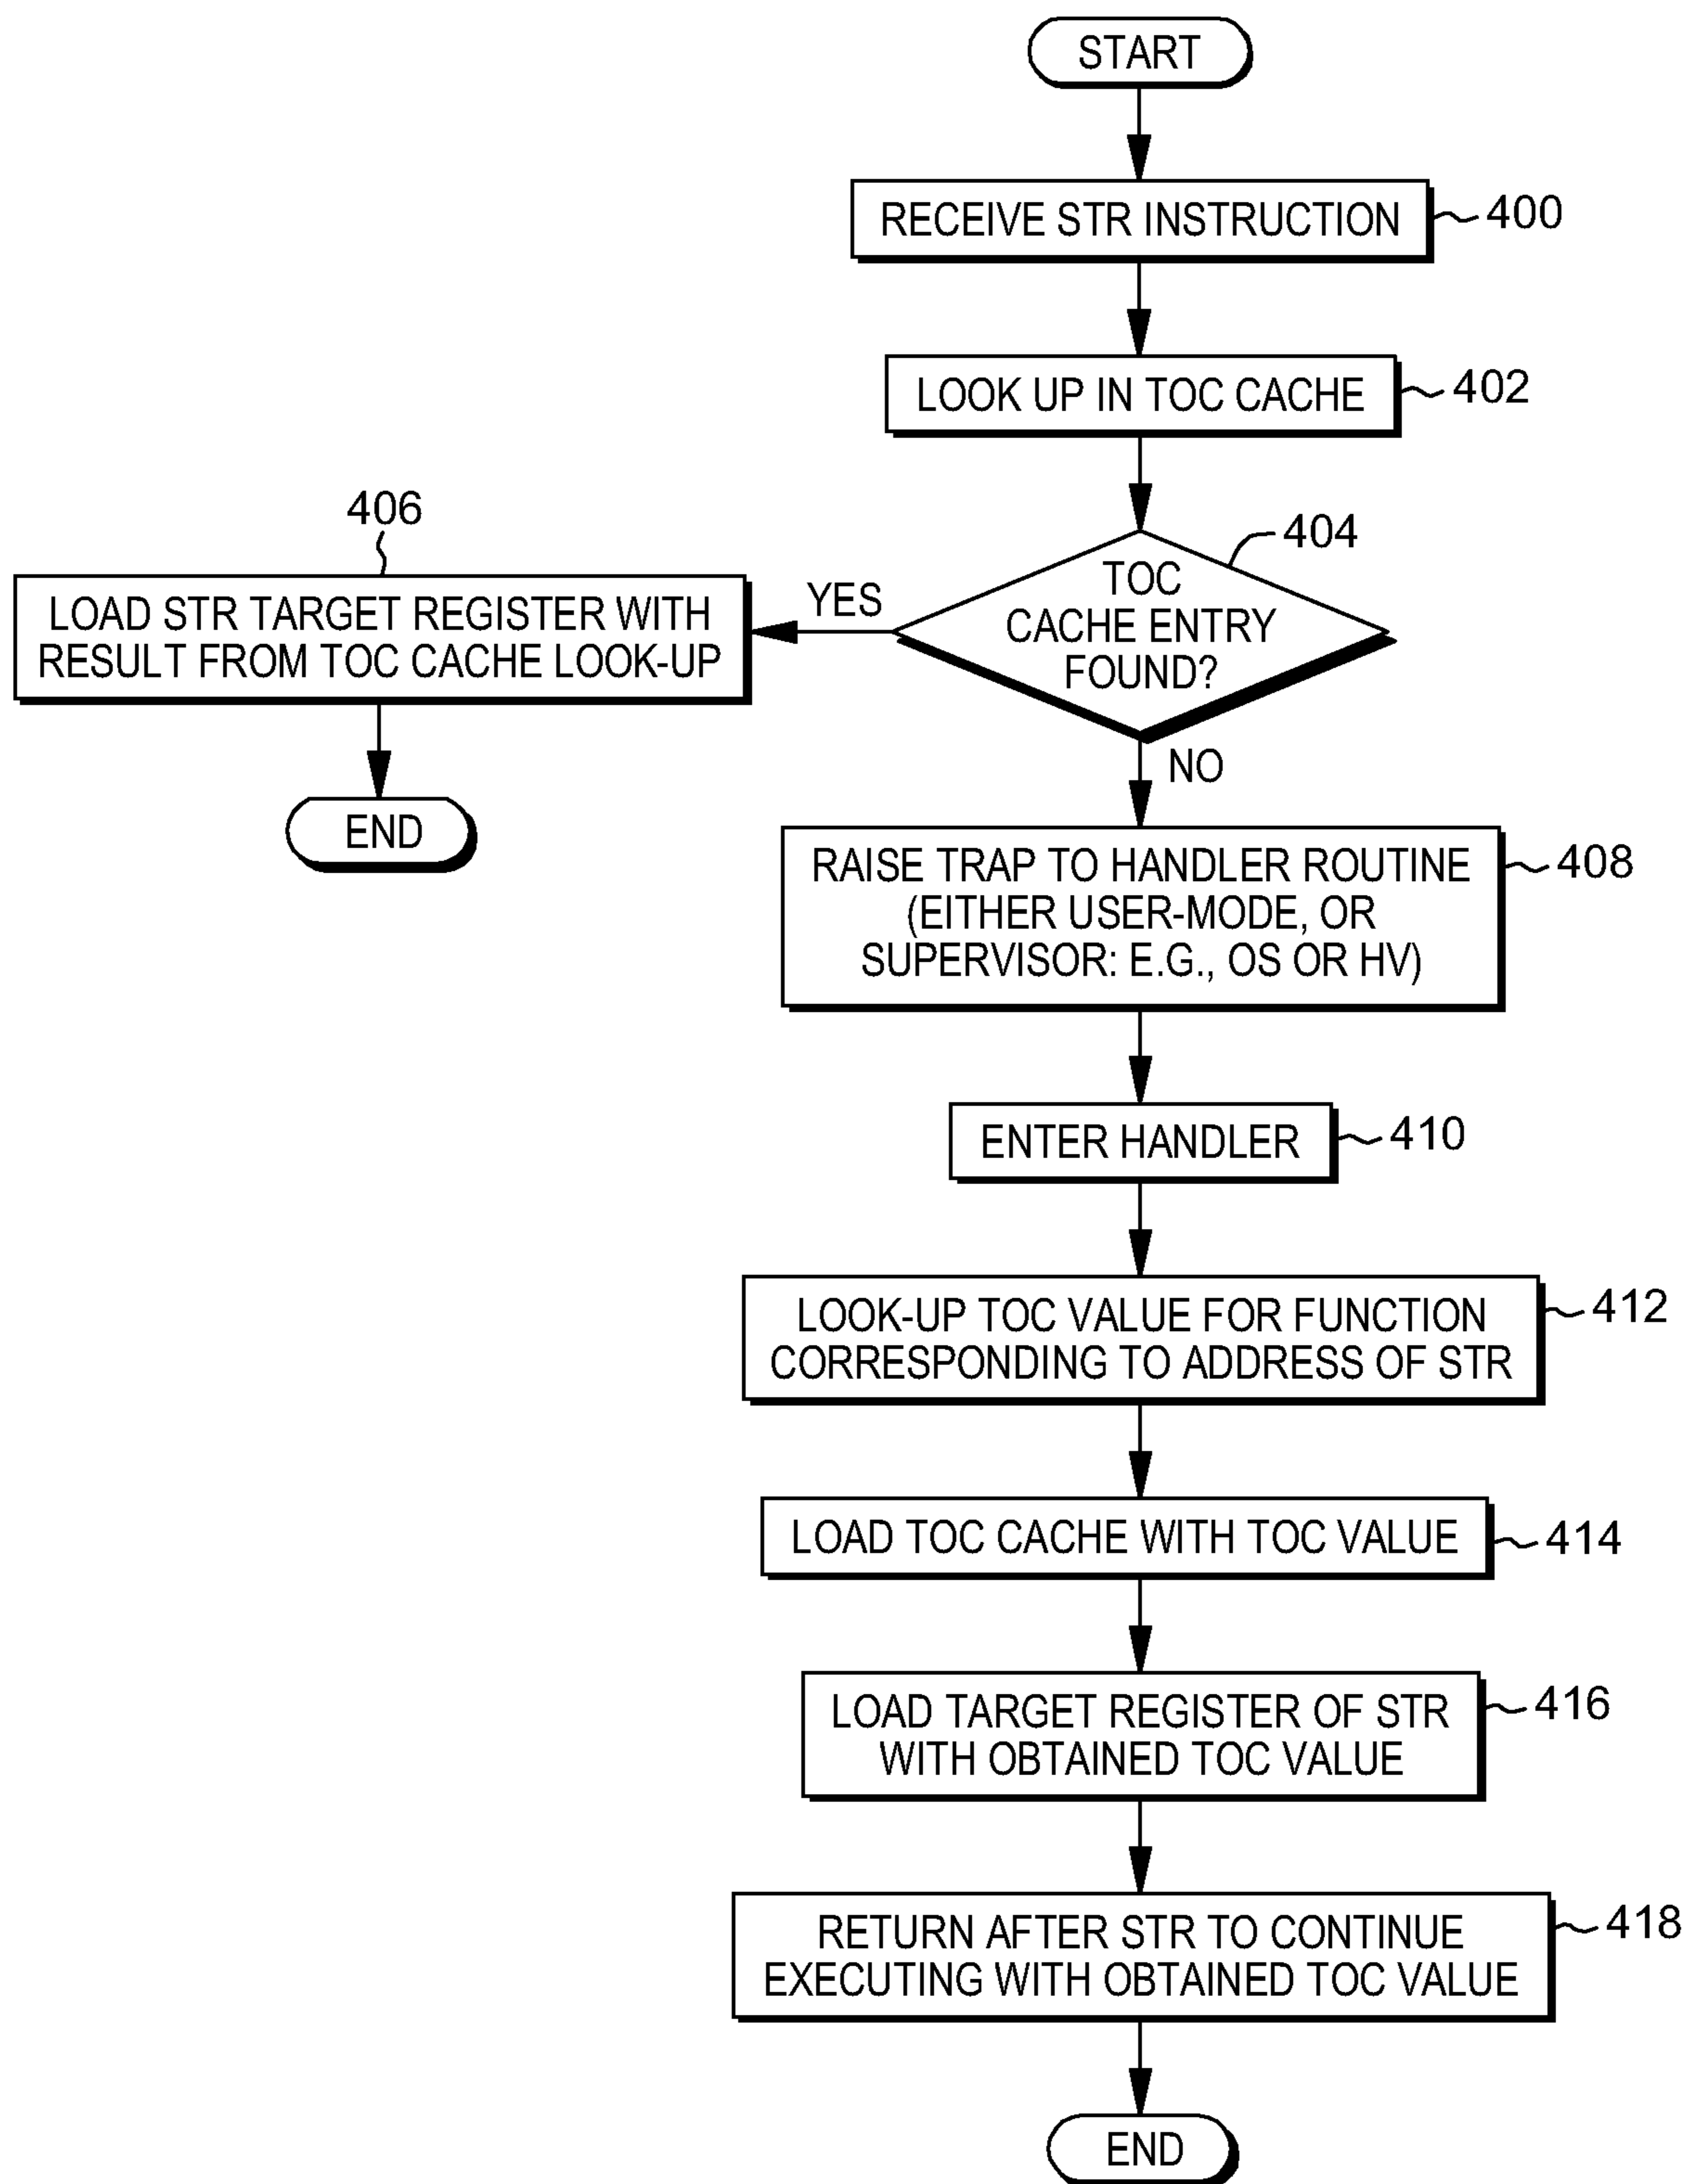 START
RECEIVE STR INSTRUCTION
400
LOOK UP IN TOC CACHE
402
404
TOC
CACHE ENTRY
FOUND?
YES
406
LOAD STR TARGET REGISTER WITH
RESULT FROM TOC CACHE LOOK-UP
END
NO
RAISE TRAP TO HANDLER ROUTINE
(EITHER USER-MODE, OR
SUPERVISOR: E.G., OS OR HV)
408
ENTER HANDLER
410
LOOK-UP TOC VALUE FOR FUNCTION
CORRESPONDING TO ADDRESS OF STR
412
LOAD TOC CACHE WITH TOC VALUE
414
LOAD TARGET REGISTER OF STR
WITH OBTAINED TOC VALUE
416
RETURN AFTER STR TO CONTINUE
EXECUTING WITH OBTAINED TOC VALUE
418
END